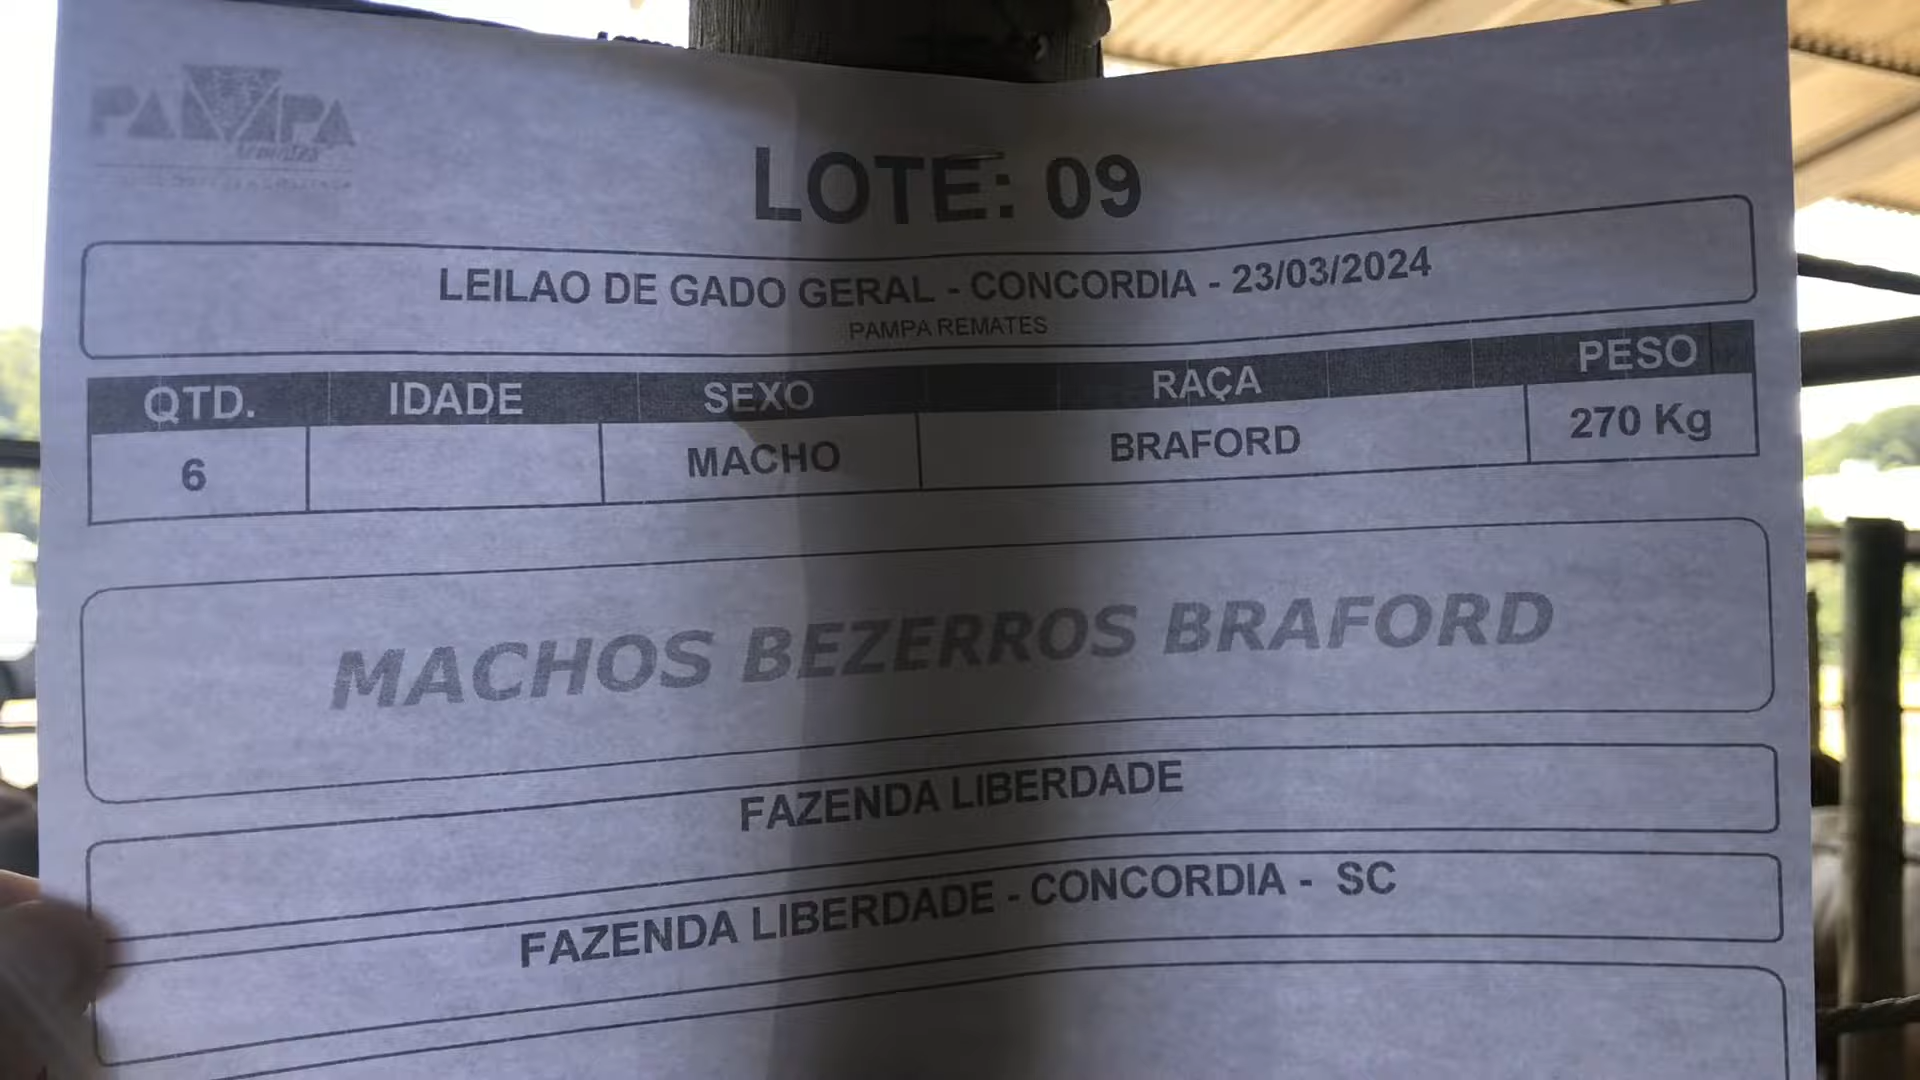 PAMPA
remates
LOTE: 09
LEILAO DE GADO GERAL - CONCORDIA - 23/03/2024
PAMPA REMATES
QTD. IDADE SEXO RAÇA PESO
6 MACHO BRAFORD 270 Kg
MACHOS BEZERROS BRAFORD
FAZENDA LIBERDADE
FAZENDA LIBERDADE - CONCORDIA - SC